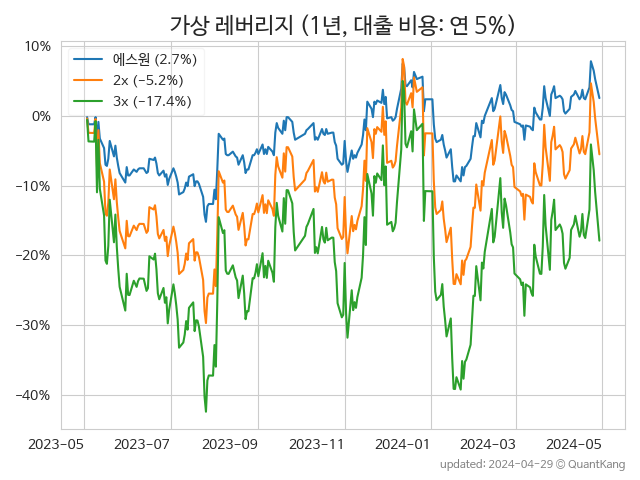 가상 레버리지 (1년, 대출 비용: 연 5%)
에스원 (2.7%)
2x (−5.2%)
3x (−17.4%)
10%
0%
−10%
−20%
−30%
−40%
2023-05 2023-07 2023-09 2023-11 2024-01 2024-03 2024-05
updated: 2024-04-29 © QuantKang